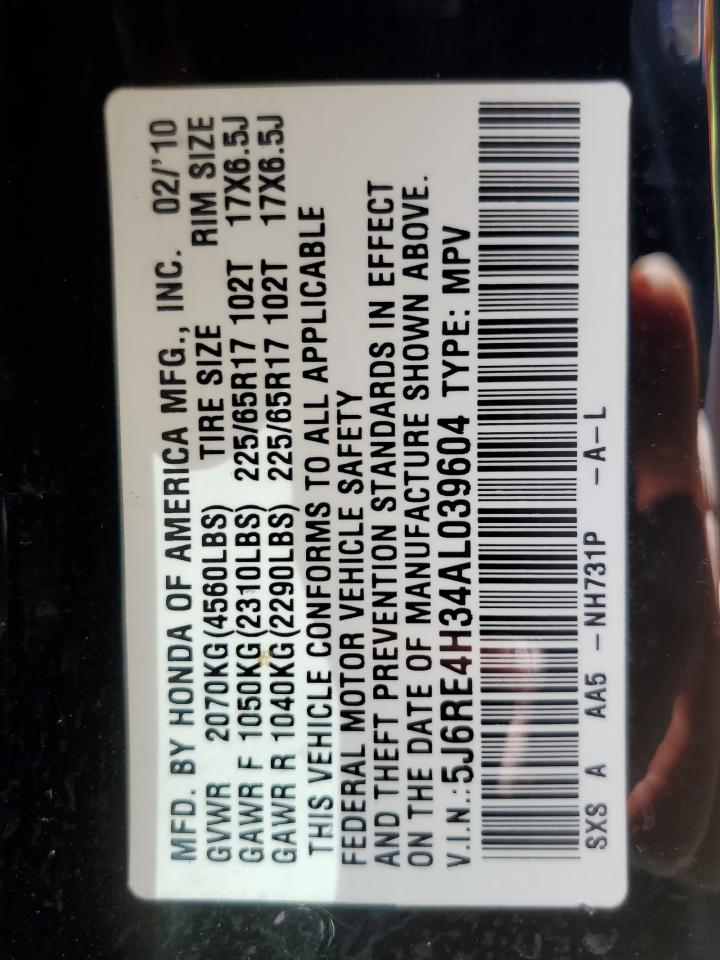 MFD. BY HONDA OF AMERICA MFG., INC. 02/'10
GVWR 2070KG(4560LBS) TIRE SIZE RIM SIZE
GAWR F 1050KG(2310LBS) 225/65R17 102T 17X6.5J
GAWR R 1040KG(2290LBS) 225/65R17 102T 17X6.5J
THIS VEHICLE CONFORMS TO ALL APPLICABLE
FEDERAL MOTOR VEHICLE SAFETY
AND THEFT PREVENTION STANDARDS IN EFFECT
ON THE DATE OF MANUFACTURE SHOWN ABOVE.
V.I.N.:5J6RE4H34AL039604 TYPE: MPV
SXS A AA5 -NH731P -A-L